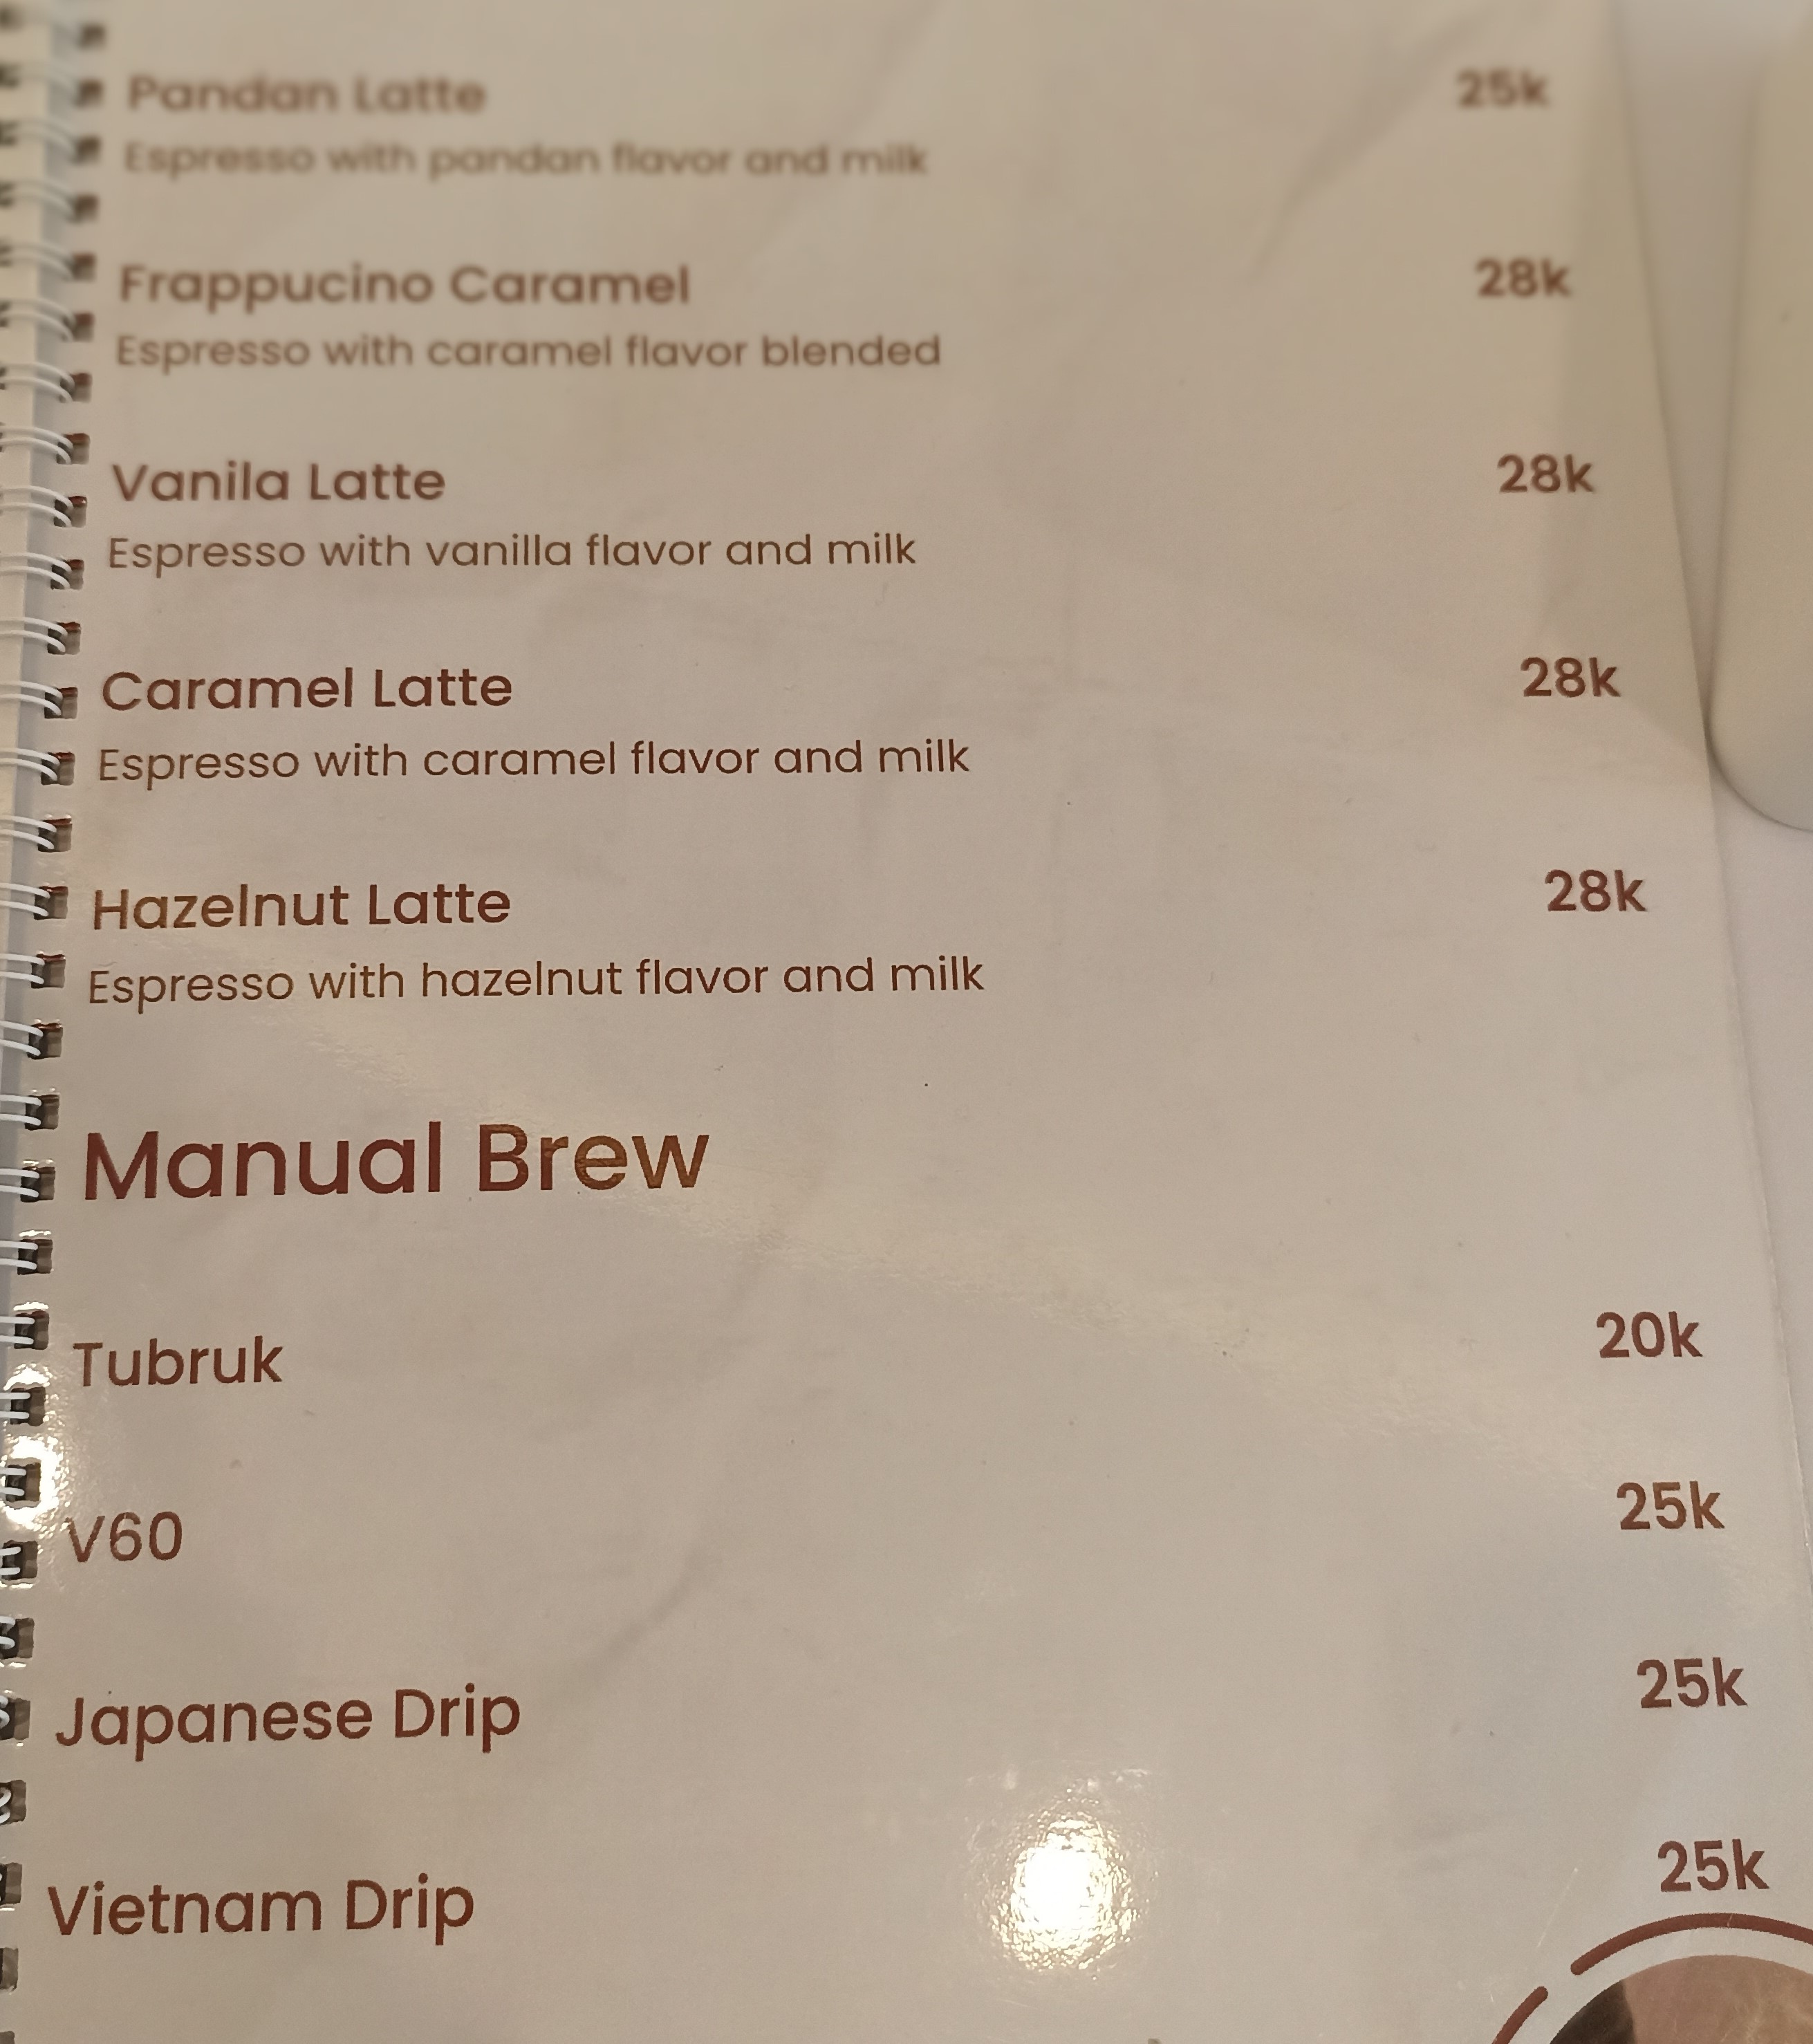 Pandan Latte 25k
Espresso with pandan flavor and milk
Frappucino Caramel 28k
Espresso with caramel flavor blended
Vanila Latte 28k
Espresso with vanilla flavor and milk
Caramel Latte 28k
Espresso with caramel flavor and milk
Hazelnut Latte 28k
Espresso with hazelnut flavor and milk
Manual Brew
Tubruk 20k
V60 25k
Japanese Drip 25k
Vietnam Drip 25k